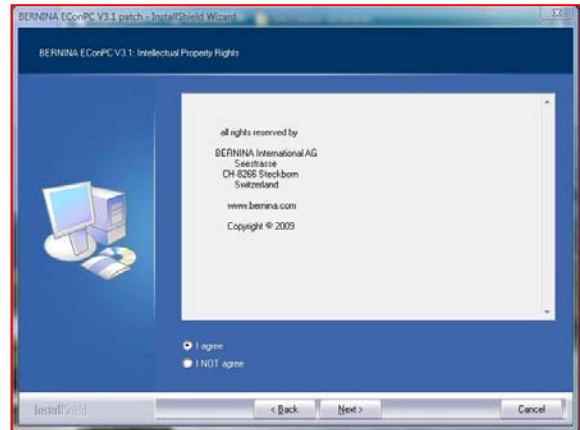 BERNINA EConPC V3.1 patch - InstallShield Wizard
BERNINA EConPC V3.1: Intellectual Property Rights
all rights reserved by
BERNINA International AG
Seestrasse
CH-8266 Steckborn
Switzerland
www.bernina.com
Copyright © 2009
I agree
I NOT agree
InstallShield
< Back
Next >
Cancel